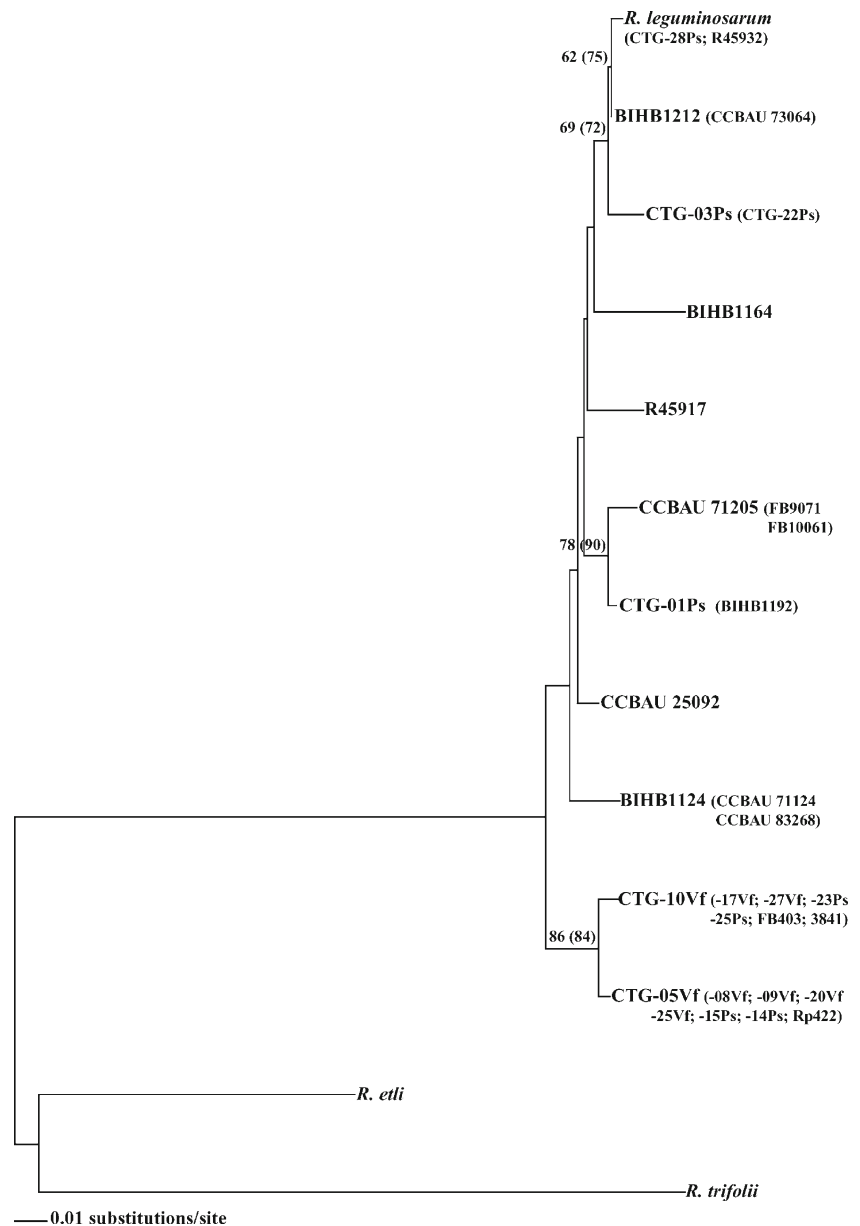 R. leguminosarum
(CTG-28Ps; R45932)
62 (75)
BIHB1212 (CCBAU 73064)
69 (72)
CTG-03Ps (CTG-22Ps)
BIHB1164
R45917
CCBAU 71205 (FB9071
FB10061)
78 (90)
CTG-01Ps (BIHB1192)
CCBAU 25092
BIHB1124 (CCBAU 71124
CCBAU 83268)
CTG-10Vf (-17Vf; -27Vf; -23Ps
-25Ps; FB403; 3841)
86 (84)
CTG-05Vf (-08Vf; -09Vf; -20Vf
-25Vf; -15Ps; -14Ps; Rp422)
R. etli
R. trifolii
0.01 substitutions/site